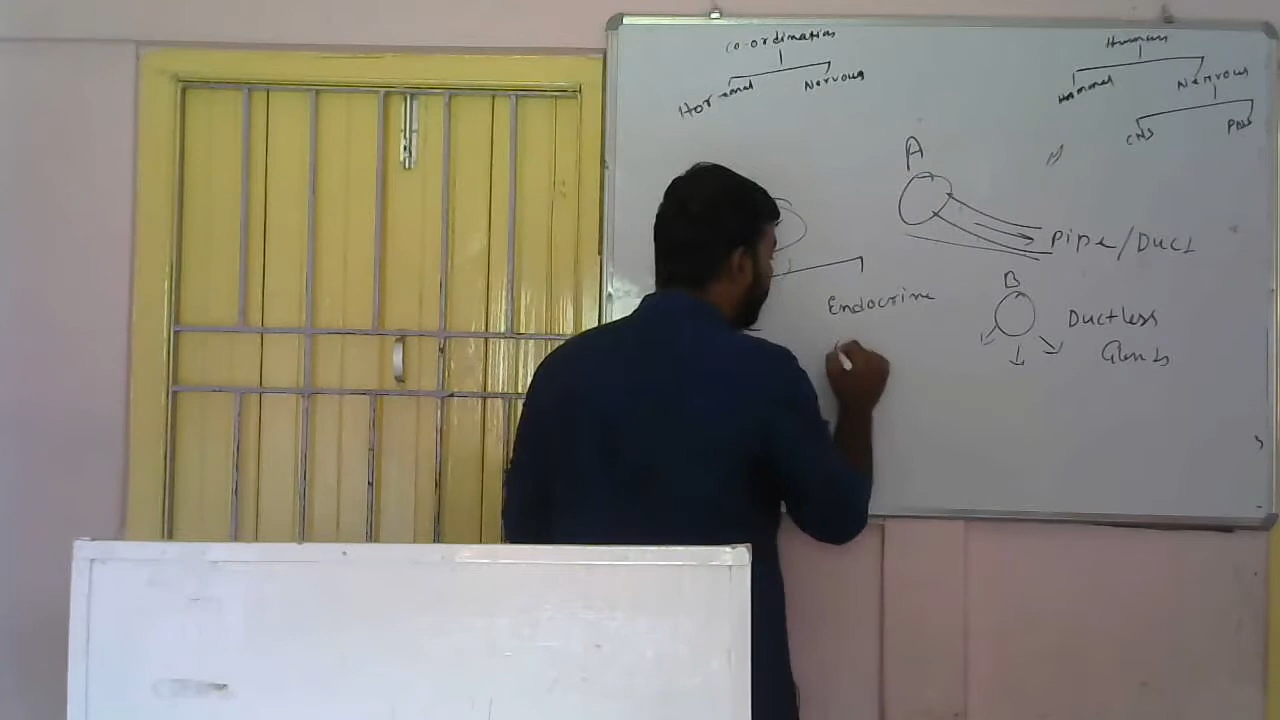 Co-ordination
Hormonal Nervous
Humans
Hormonal Nervous
CNS PNS
A
Pipe/Duct
B
Endocrine
Ductless
Glands